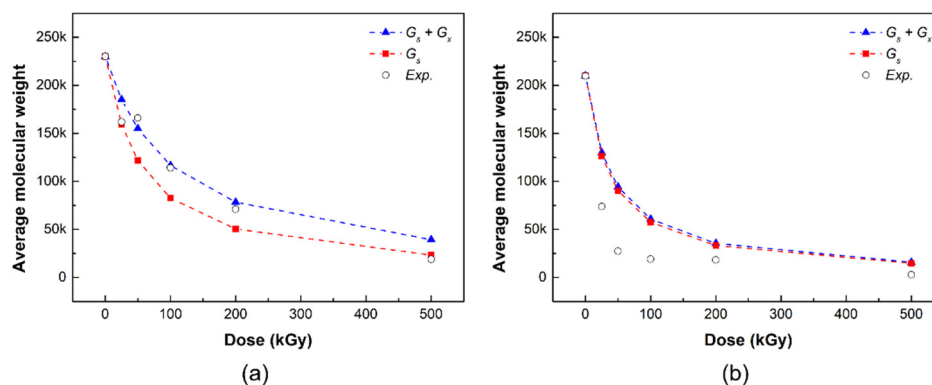 Gs + Gx
Gs
Exp.
250k
200k
150k
100k
50k
0
Average molecular weight
0 100 200 300 400 500
Dose (kGy)
(a)
Gs + Gx
Gs
Exp.
250k
200k
150k
100k
50k
0
Average molecular weight
0 100 200 300 400 500
Dose (kGy)
(b)